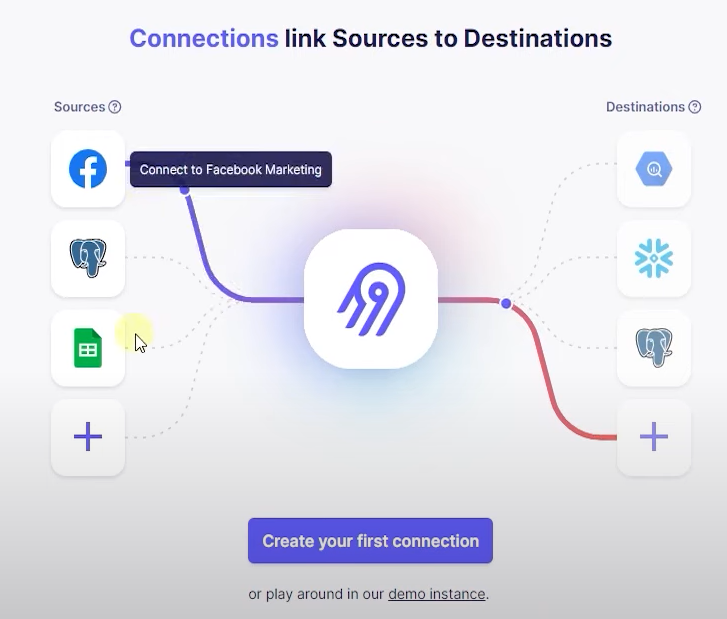 Connections link Sources to Destinations
Sources
Destinations
Connect to Facebook Marketing
Create your first connection
or play around in our demo instance.